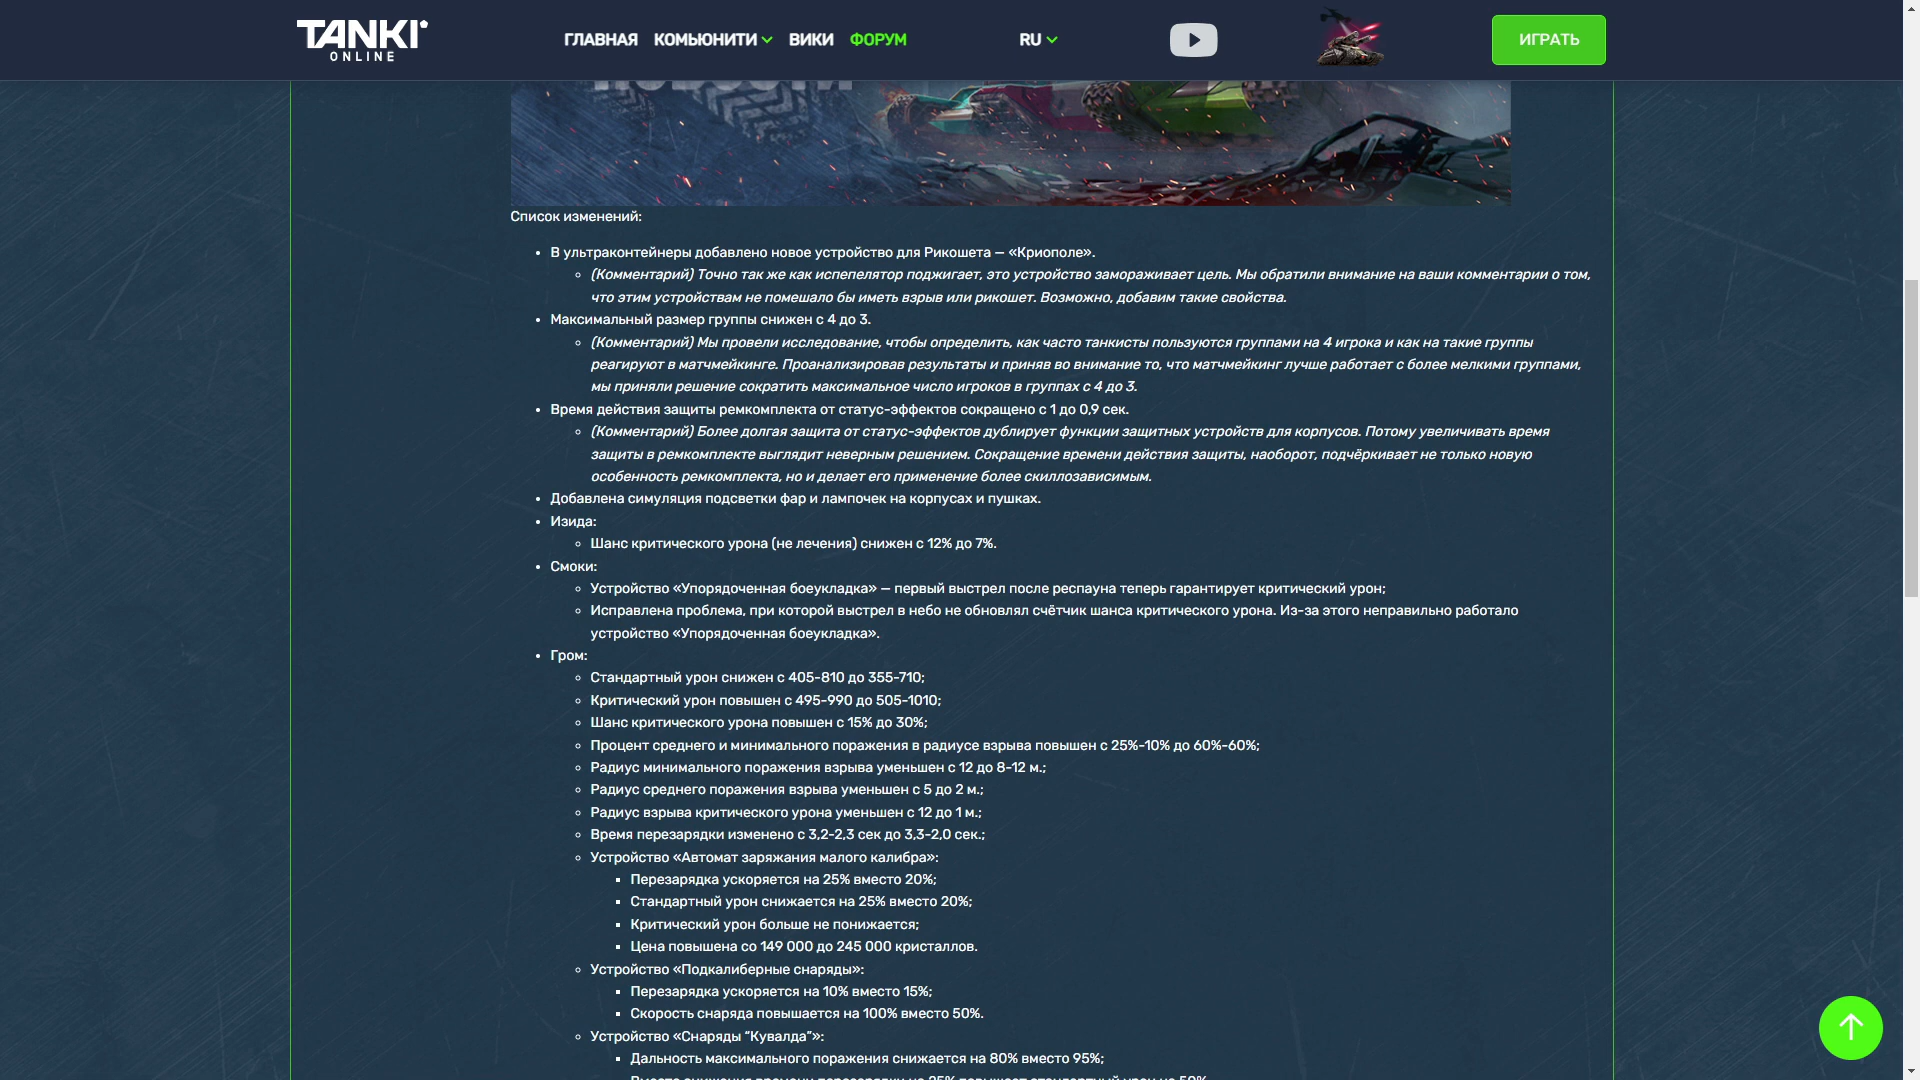 TANKI
ONLINE
ГЛАВНАЯ
КОМЬЮНИТИ
ВИКИ
ФОРУМ
RU
ИГРАТЬ
Список изменений:
• В ультраконтейнеры добавлено новое устройство для Рикошета — «Криополе».
◦ (Комментарий) Точно так же как испепелятор поджигает, это устройство замораживает цель. Мы обратили внимание на ваши комментарии о том,
что этим устройствам не помешало бы иметь взрыв или рикошет. Возможно, добавим такие свойства.
• Максимальный размер группы снижен с 4 до 3.
◦ (Комментарий) Мы провели исследование, чтобы определить, как часто танкисты пользуются группами на 4 игрока и как на такие группы
реагируют в матчмейкинге. Проанализировав результаты и приняв во внимание то, что матчмейкинг лучше работает с более мелкими группами,
мы приняли решение сократить максимальное число игроков в группах с 4 до 3.
• Время действия защиты ремкомплекта от статус-эффектов сокращено с 1 до 0,9 сек.
◦ (Комментарий) Более долгая защита от статус-эффектов дублирует функции защитных устройств для корпусов. Потому увеличивать время
защиты в ремкомплекте выглядит неверным решением. Сокращение времени действия защиты, наоборот, подчёркивает не только новую
особенность ремкомплекта, но и делает его применение более скиллозависимым.
• Добавлена симуляция подсветки фар и лампочек на корпусах и пушках.
• Изида:
◦ Шанс критического урона (не лечения) снижен с 12% до 7%.
• Смоки:
◦ Устройство «Упорядоченная боеукладка» — первый выстрел после респауна теперь гарантирует критический урон;
◦ Исправлена проблема, при которой выстрел в небо не обновлял счётчик шанса критического урона. Из-за этого неправильно работало
устройство «Упорядоченная боеукладка».
• Гром:
◦ Стандартный урон снижен с 405-810 до 355-710;
◦ Критический урон повышен с 495-990 до 505-1010;
◦ Шанс критического урона повышен с 15% до 30%;
◦ Процент среднего и минимального поражения в радиусе взрыва повышен с 25%-10% до 60%-60%;
◦ Радиус минимального поражения взрыва уменьшен с 12 до 8-12 м.;
◦ Радиус среднего поражения взрыва уменьшен с 5 до 2 м.;
◦ Радиус взрыва критического урона уменьшен с 12 до 1 м.;
◦ Время перезарядки изменено с 3,2-2,3 сек до 3,3-2,0 сек.;
◦ Устройство «Автомат заряжания малого калибра»:
▪ Перезарядка ускоряется на 25% вместо 20%;
▪ Стандартный урон снижается на 25% вместо 20%;
▪ Критический урон больше не понижается;
▪ Цена повышена со 149 000 до 245 000 кристаллов.
◦ Устройство «Подкалиберные снаряды»:
▪ Перезарядка ускоряется на 10% вместо 15%;
▪ Скорость снаряда повышается на 100% вместо 50%.
◦ Устройство «Снаряды “Кувалда”»:
▪ Дальность максимального поражения снижается на 80% вместо 95%;